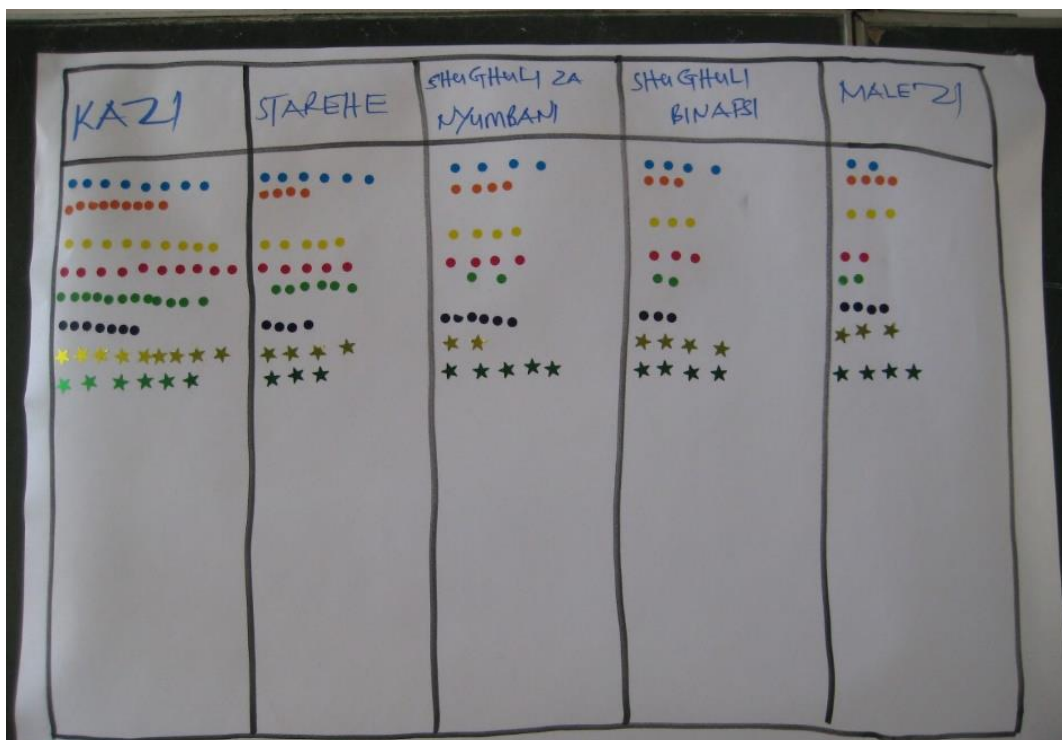 KAZI
STAREHE
SHuGHuLI ZA
NYumBANI
SHuGHuLI
BINAFSI
MALEZI